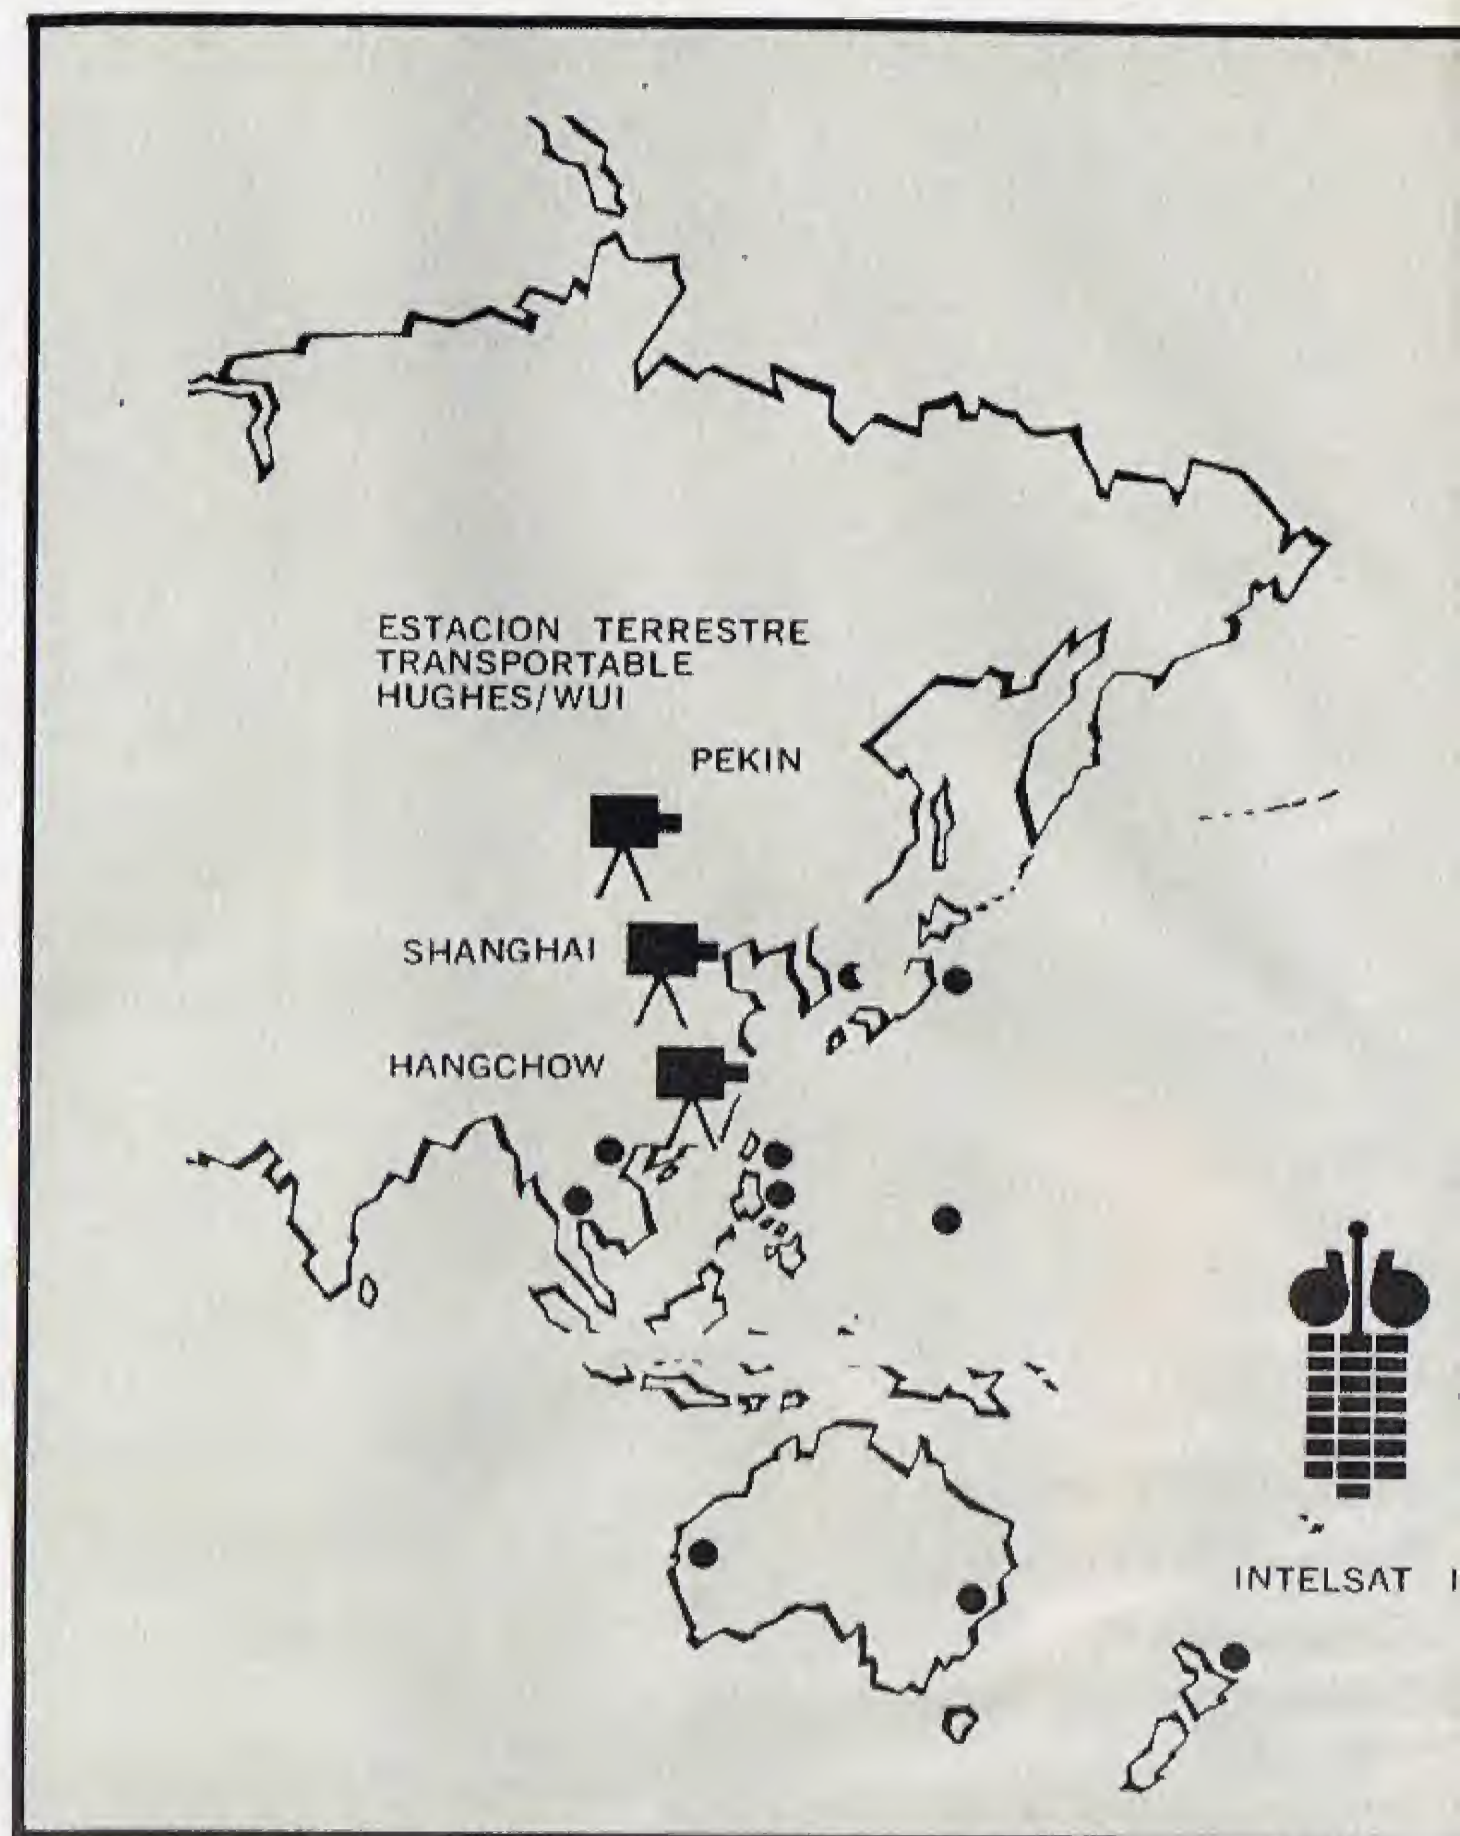 ESTACION TERRESTRE
TRANSPORTABLE
HUGHES/WUI
PEKIN
SHANGHAI
HANGCHOW
INTELSAT